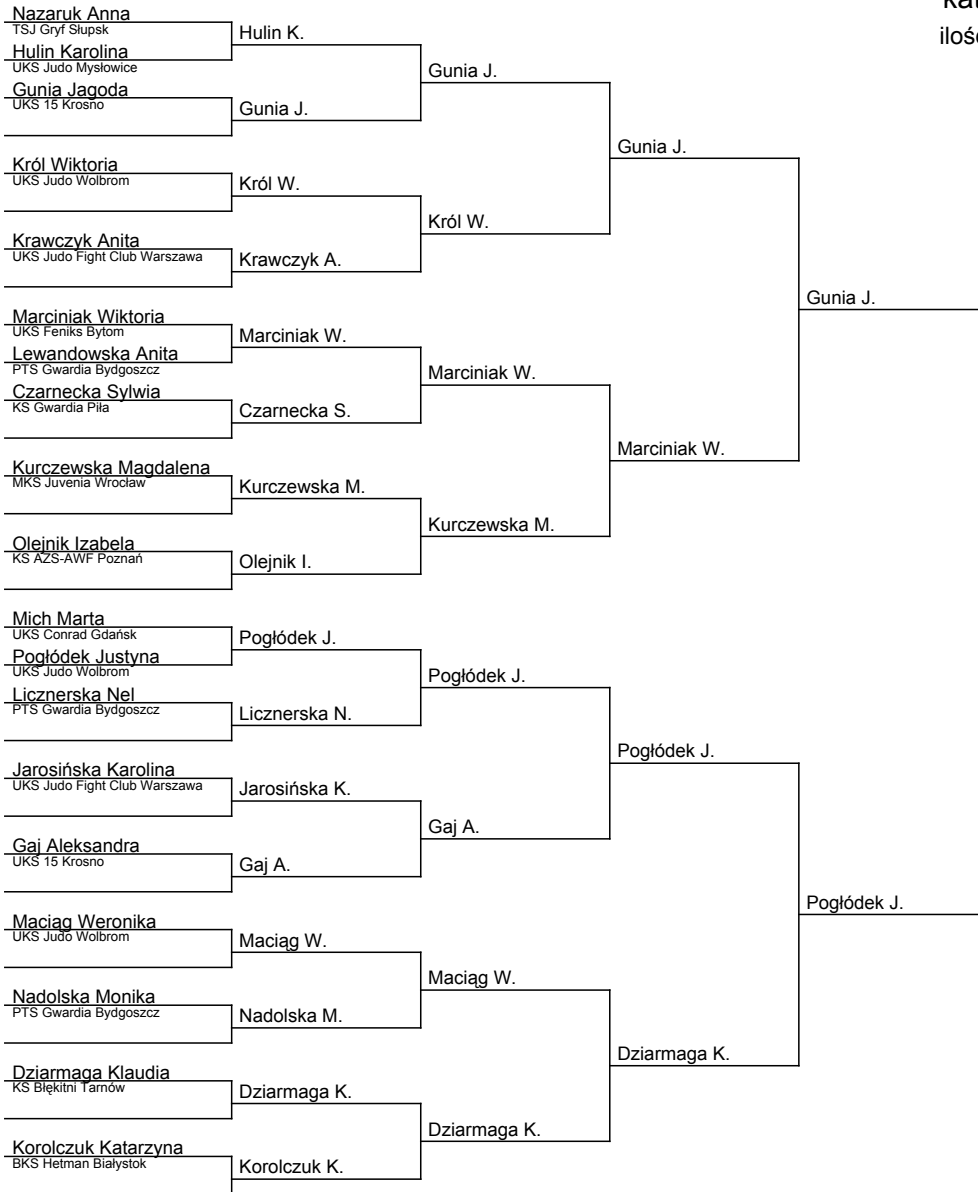 Nazaruk Anna
TSJ Gryf Słupsk
Hulin Karolina
UKS Judo Mysłowice
Gunia Jagoda
UKS 15 Krosno
Król Wiktoria
UKS Judo Wolbrom
Krawczyk Anita
UKS Judo Fight Club Warszawa
Marciniak Wiktoria
UKS Feniks Bytom
Lewandowska Anita
PTS Gwardia Bydgoszcz
Czarnecka Sylwia
KS Gwardia Piła
Kurczewska Magdalena
MKS Juvenia Wrocław
Olejnik Izabela
KS AZS-AWF Poznań
Mich Marta
UKS Conrad Gdańsk
Pogłódek Justyna
UKS Judo Wolbrom
Licznerska Nel
PTS Gwardia Bydgoszcz
Jarosińska Karolina
UKS Judo Fight Club Warszawa
Gaj Aleksandra
UKS 15 Krosno
Maciąg Weronika
UKS Judo Wolbrom
Nadolska Monika
PTS Gwardia Bydgoszcz
Dziarmaga Klaudia
KS Błękitni Tarnów
Korolczuk Katarzyna
BKS Hetman Białystok
Hulin K.
Gunia J.
Król W.
Krawczyk A.
Marciniak W.
Czarnecka S.
Kurczewska M.
Olejnik I.
Pogłódek J.
Licznerska N.
Jarosińska K.
Gaj A.
Maciąg W.
Nadolska M.
Dziarmaga K.
Korolczuk K.
Gunia J.
Król W.
Marciniak W.
Kurczewska M.
Pogłódek J.
Gaj A.
Maciąg W.
Dziarmaga K.
Gunia J.
Marciniak W.
Pogłódek J.
Dziarmaga K.
Gunia J.
Pogłódek J.